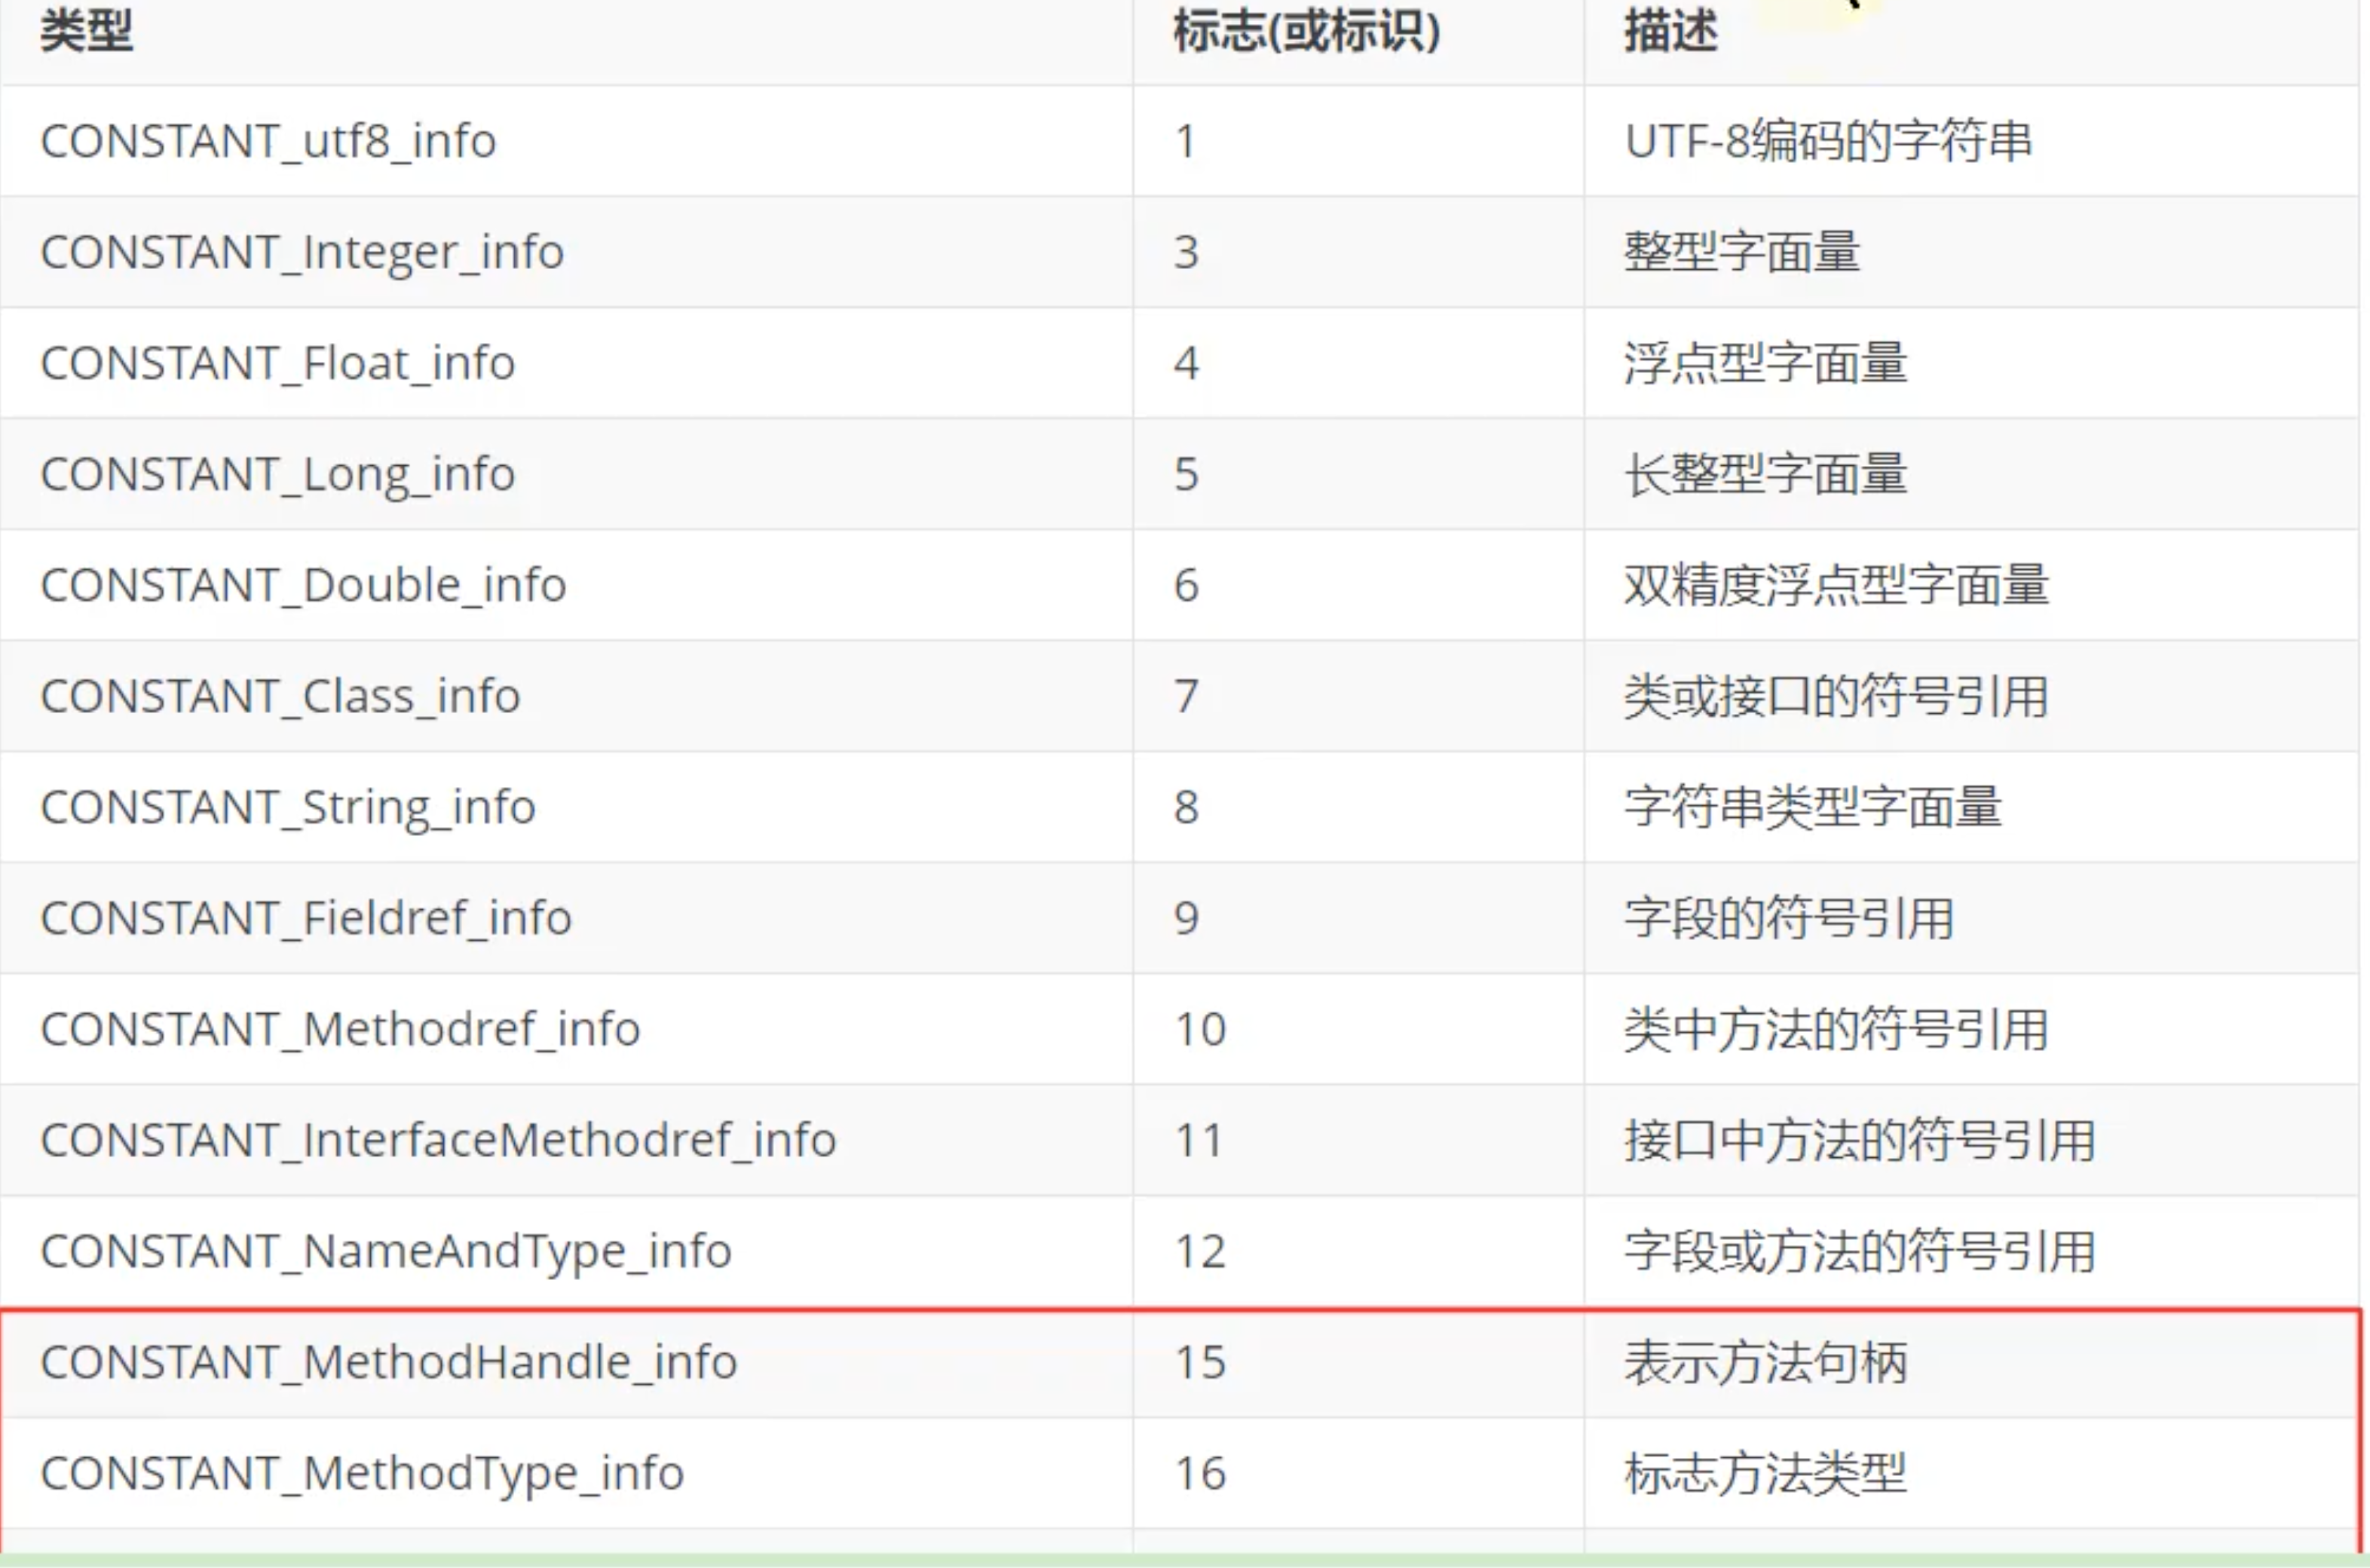 类型 标志(或标识) 描述
CONSTANT_utf8_info 1 UTF-8编码的字符串
CONSTANT_Integer_info 3 整型字面量
CONSTANT_Float_info 4 浮点型字面量
CONSTANT_Long_info 5 长整型字面量
CONSTANT_Double_info 6 双精度浮点型字面量
CONSTANT_Class_info 7 类或接口的符号引用
CONSTANT_String_info 8 字符串类型字面量
CONSTANT_Fieldref_info 9 字段的符号引用
CONSTANT_Methodref_info 10 类中方法的符号引用
CONSTANT_InterfaceMethodref_info 11 接口中方法的符号引用
CONSTANT_NameAndType_info 12 字段或方法的符号引用
CONSTANT_MethodHandle_info 15 表示方法句柄
CONSTANT_MethodType_info 16 标志方法类型